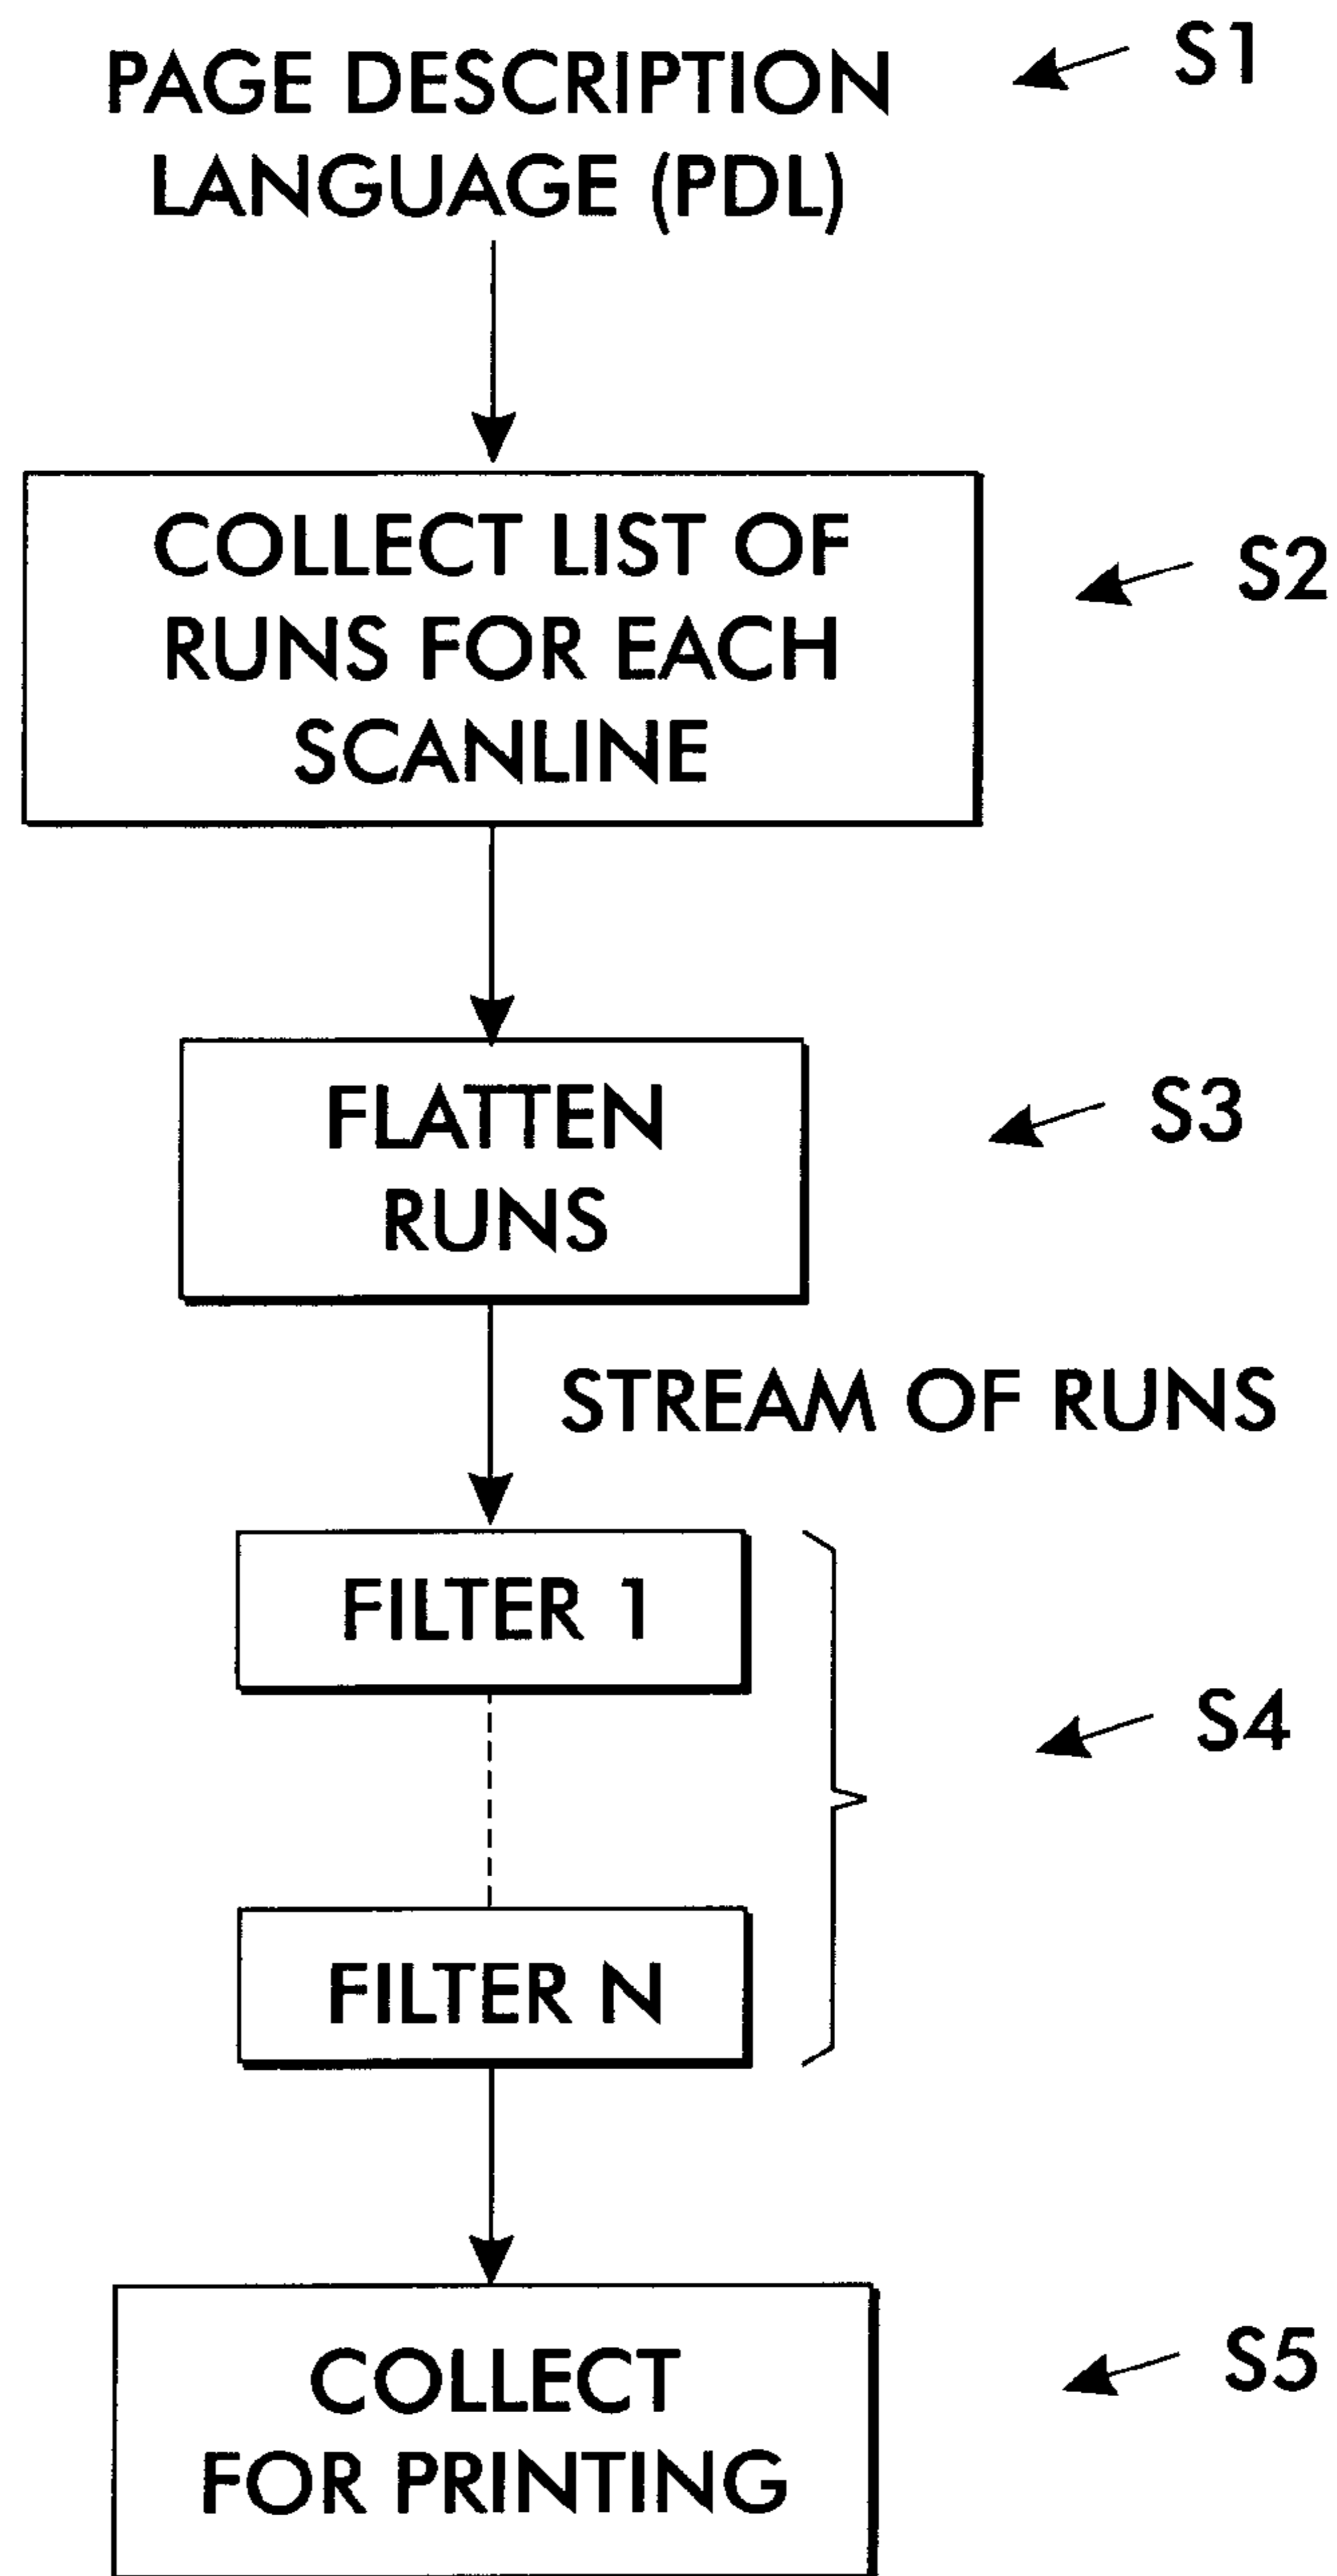 PAGE DESCRIPTION
LANGUAGE (PDL)
S1
COLLECT LIST OF
RUNS FOR EACH
SCANLINE
S2
FLATTEN
RUNS
S3
STREAM OF RUNS
FILTER 1
S4
FILTER N
COLLECT
FOR PRINTING
S5